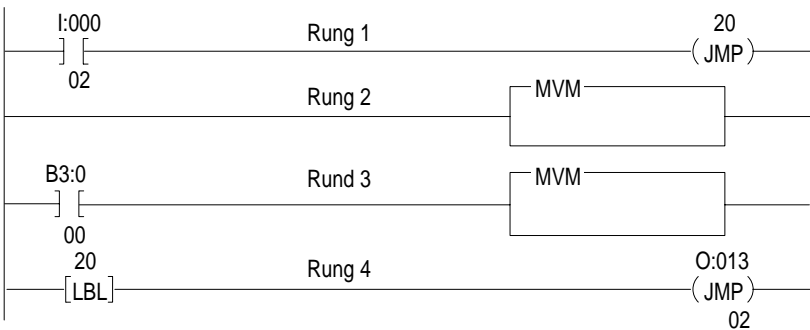 I:000
Rung 1
20
] [
(JMP)
02
Rung 2
MVM
B3:0
Rund 3
MVM
] [
00
20
Rung 4
O:013
[LBL]
(JMP)
02